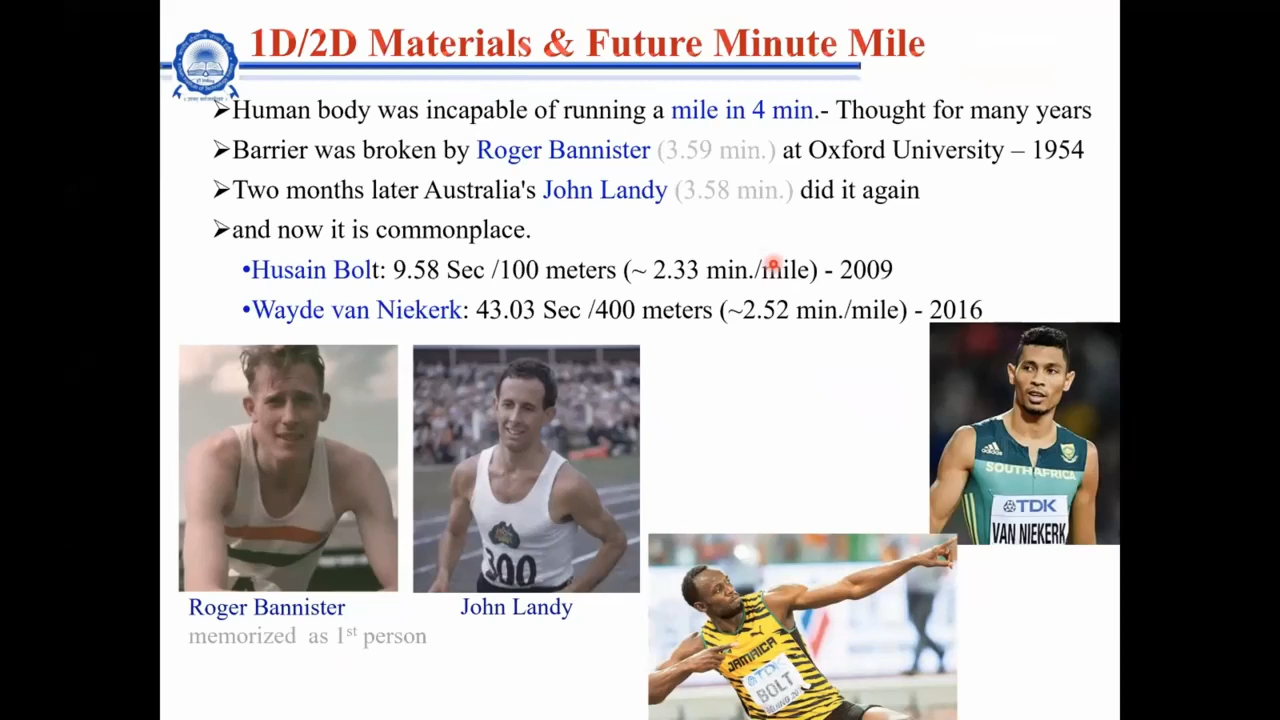 1D/2D Materials & Future Minute Mile
➢Human body was incapable of running a mile in 4 min.- Thought for many years
➢Barrier was broken by Roger Bannister (3.59 min.) at Oxford University – 1954
➢Two months later Australia's John Landy (3.58 min.) did it again
➢and now it is commonplace.
•Husain Bolt: 9.58 Sec /100 meters (~ 2.33 min./mile) - 2009
•Wayde van Niekerk: 43.03 Sec /400 meters (~2.52 min./mile) - 2016
SOUTH AFRICA
adidas
TDK
VAN NIEKERK
300
JAMAICA
TDK
BOLT
Roger Bannister
John Landy
memorized as 1st person